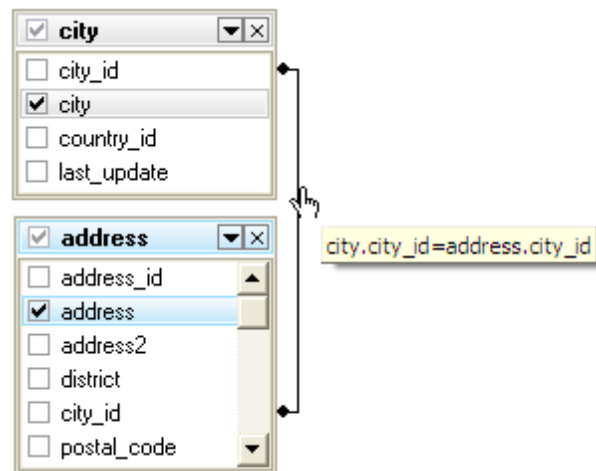 city
city_id
city
country_id
last_update
address
city.city_id=address.city_id
address_id
address
address2
district
city_id
postal_code